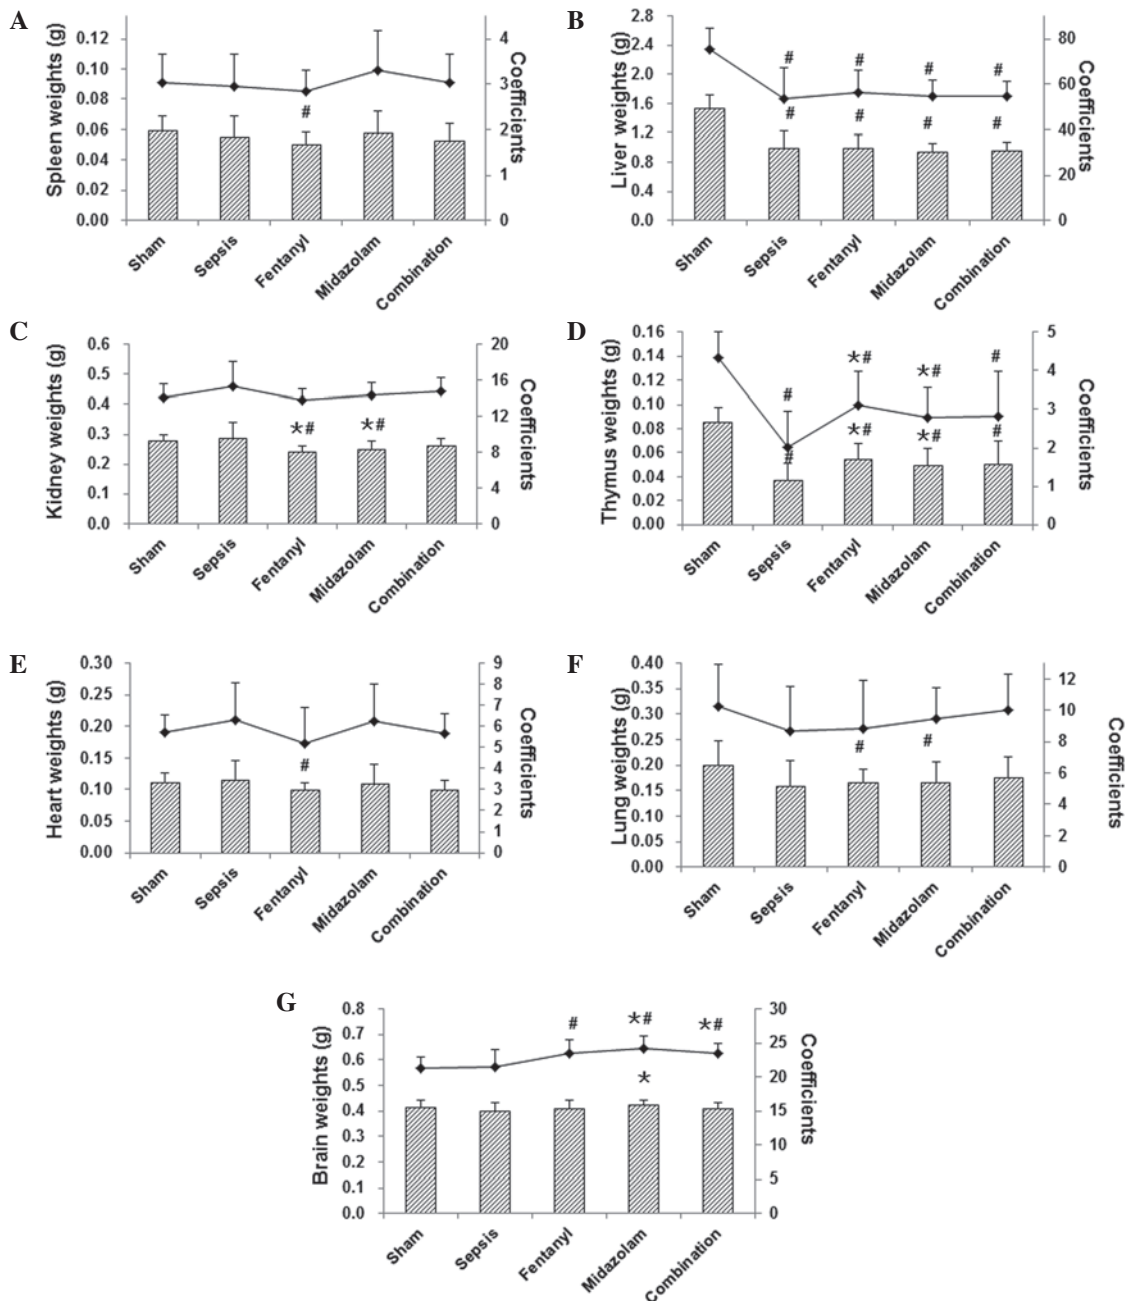 A
Spleen weights (g)
0.12
0.10
0.08
0.06
0.04
0.02
0.00
#
4
3
2
1
0
Coefficients
Sham
Sepsis
Fentanyl
Midazolam
Combination
B
Liver weights (g)
2.8
2.4
2.0
1.6
1.2
0.8
0.4
0.0
# # # #
# # # #
80
60
40
20
0
Coefficients
Sham
Sepsis
Fentanyl
Midazolam
Combination
C
Kidney weights (g)
0.6
0.5
0.4
0.3
0.2
0.1
0.0
*# *#
20
16
12
8
4
0
Coefficients
Sham
Sepsis
Fentanyl
Midazolam
Combination
D
Thymus weights (g)
0.16
0.14
0.12
0.10
0.08
0.06
0.04
0.02
0.00
# *# *# #
# *# *# #
5
4
3
2
1
0
Coefficients
Sham
Sepsis
Fentanyl
Midazolam
Combination
E
Heart weights (g)
0.30
0.25
0.20
0.15
0.10
0.05
0.00
#
9
8
7
6
5
4
3
2
1
0
Coefficients
Sham
Sepsis
Fentanyl
Midazolam
Combination
F
Lung weights (g)
0.40
0.35
0.30
0.25
0.20
0.15
0.10
0.05
0.00
# #
12
10
8
6
4
2
0
Coefficients
Sham
Sepsis
Fentanyl
Midazolam
Combination
G
Brain weights (g)
0.8
0.7
0.6
0.5
0.4
0.3
0.2
0.1
0.0
# *# *#
*
30
25
20
15
10
5
0
Coefficients
Sham
Sepsis
Fentanyl
Midazolam
Combination